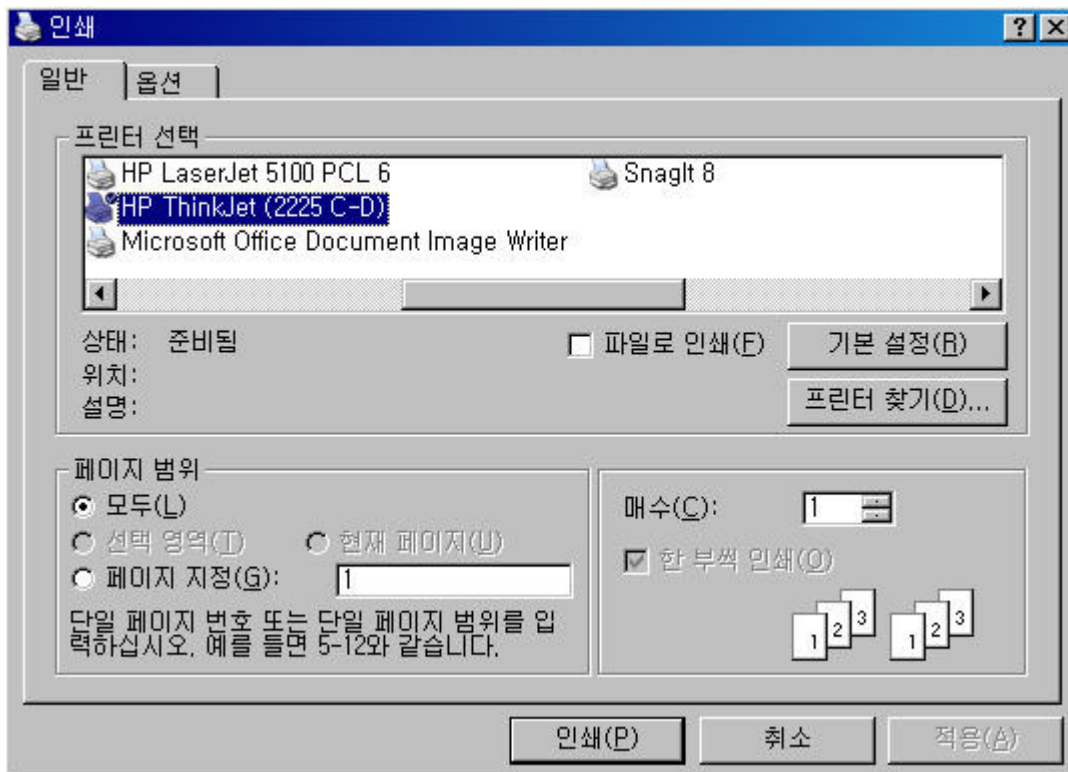 인쇄
일반 옵션
프린터 선택
HP LaserJet 5100 PCL 6 SnagIt 8
HP ThinkJet (2225 C-D)
Microsoft Office Document Image Writer
상태: 준비됨 파일로 인쇄(F) 기본 설정(R)
위치:
설명: 프린터 찾기(D)...
페이지 범위
모두(L)
선택 영역(T) 현재 페이지(U)
페이지 지정(G): 1
단일 페이지 번호 또는 단일 페이지 범위를 입
력하십시오. 예를 들면 5-12와 같습니다.
매수(C): 1
한 부씩 인쇄(O)
1 2 3 1 2 3
인쇄(P) 취소 적용(A)